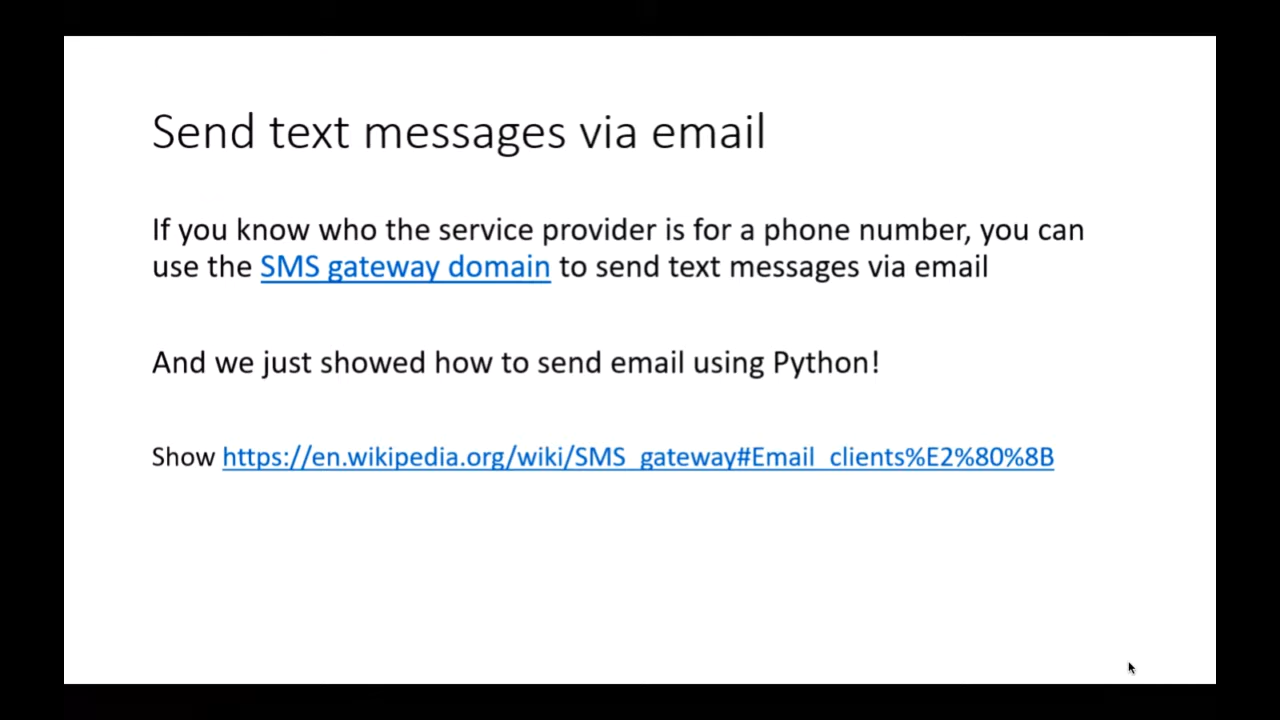 Send text messages via email
If you know who the service provider is for a phone number, you can
use the SMS gateway domain to send text messages via email
And we just showed how to send email using Python!
Show https://en.wikipedia.org/wiki/SMS_gateway#Email_clients%E2%80%8B